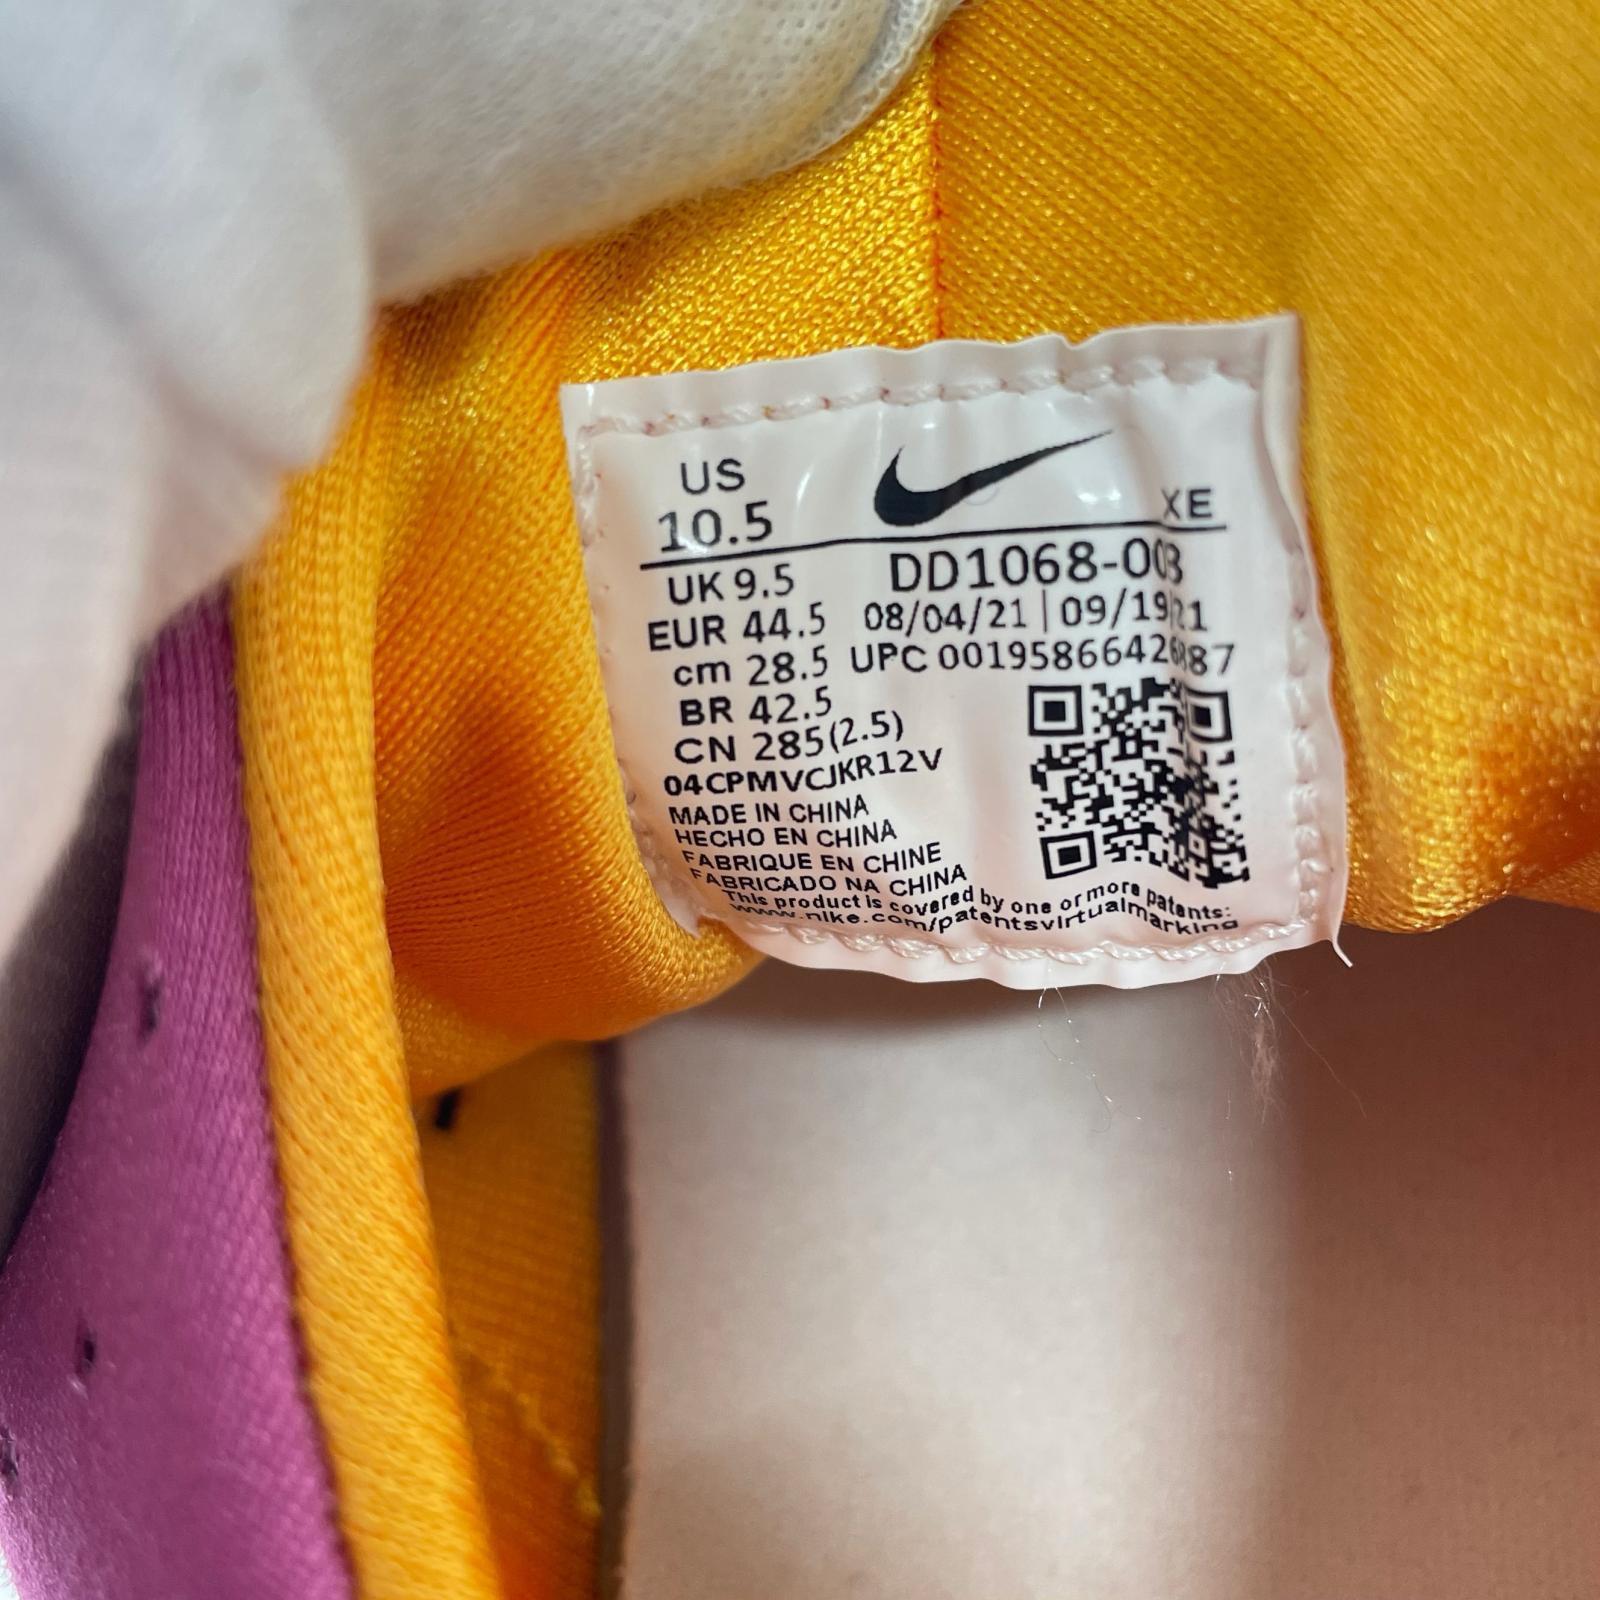 US
10.5
XE
UK 9.5
DD1068-003
EUR 44.5
08/04/21 | 09/19/21
cm 28.5
UPC
BR 42.5
CN 285(2.5)
04CPMVCJKR12V
MADE IN CHINA
HECHO EN CHINA
FABRIQUE EN CHINE
FABRICADO NA CHINA
This product is covered by one or more patents:
www.nike.com/patentsvirtualmarking